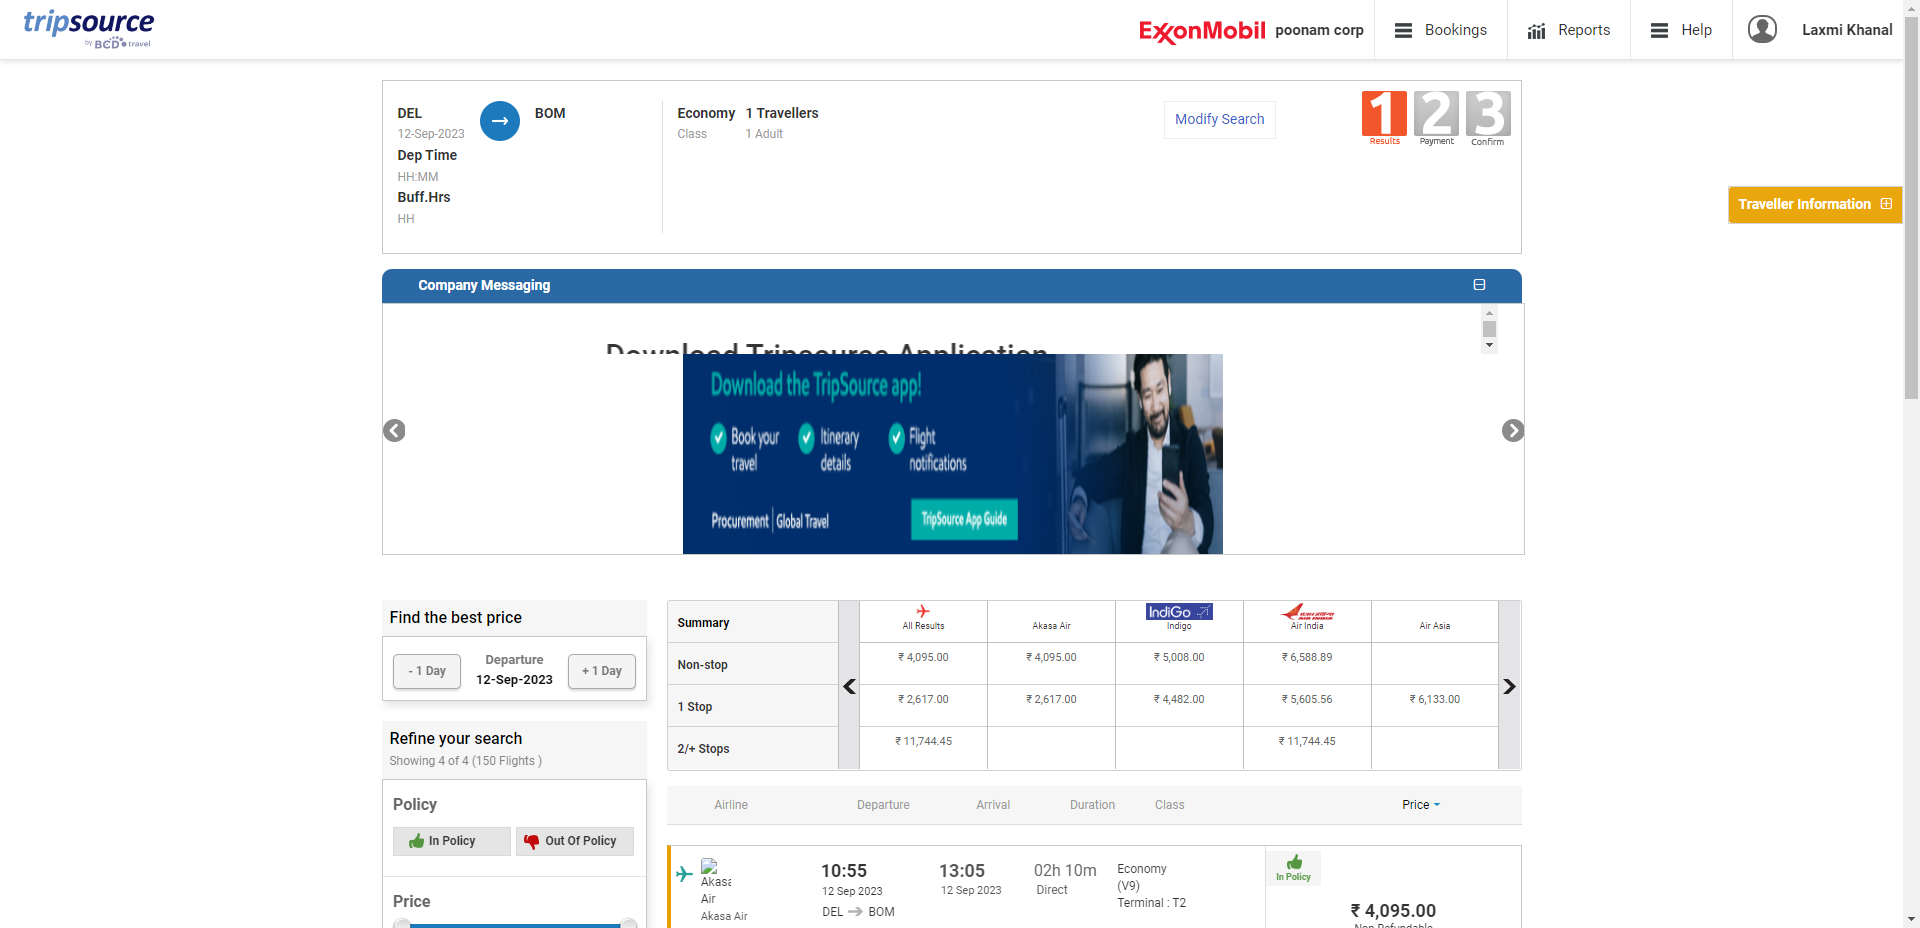 tripsource
by BCD travel
ExxonMobil poonam corp
Bookings
Reports
Help
Laxmi Khanal
DEL
BOM
12-Sep-2023
Dep Time
HH:MM
Buff.Hrs
HH
Economy 1 Travellers
Class 1 Adult
Modify Search
1 2 3
Results Payment Confirm
Traveller Information
Company Messaging
Download Tripsource Application
Download the TripSource app!
Book your travel
Itinerary details
Flight notifications
Procurement | Global Travel
TripSource App Guide
Find the best price
- 1 Day
Departure
12-Sep-2023
+ 1 Day
Refine your search
Showing 4 of 4 (150 Flights )
Policy
In Policy
Out Of Policy
Price
Summary All Results Akasa Air IndiGo Indigo AIR INDIA Air India Air Asia
Non-stop ₹ 4,095.00 ₹ 4,095.00 ₹ 5,008.00 ₹ 6,588.89
1 Stop ₹ 2,617.00 ₹ 2,617.00 ₹ 4,482.00 ₹ 5,605.56 ₹ 6,133.00
2/+ Stops ₹ 11,744.45 ₹ 11,744.45
Airline Departure Arrival Duration Class Price
Akasa
Air
Akasa Air
10:55
12 Sep 2023
DEL
BOM
13:05
12 Sep 2023
02h 10m
Direct
Economy
(V9)
Terminal : T2
In Policy
₹ 4,095.00
Non Refundable